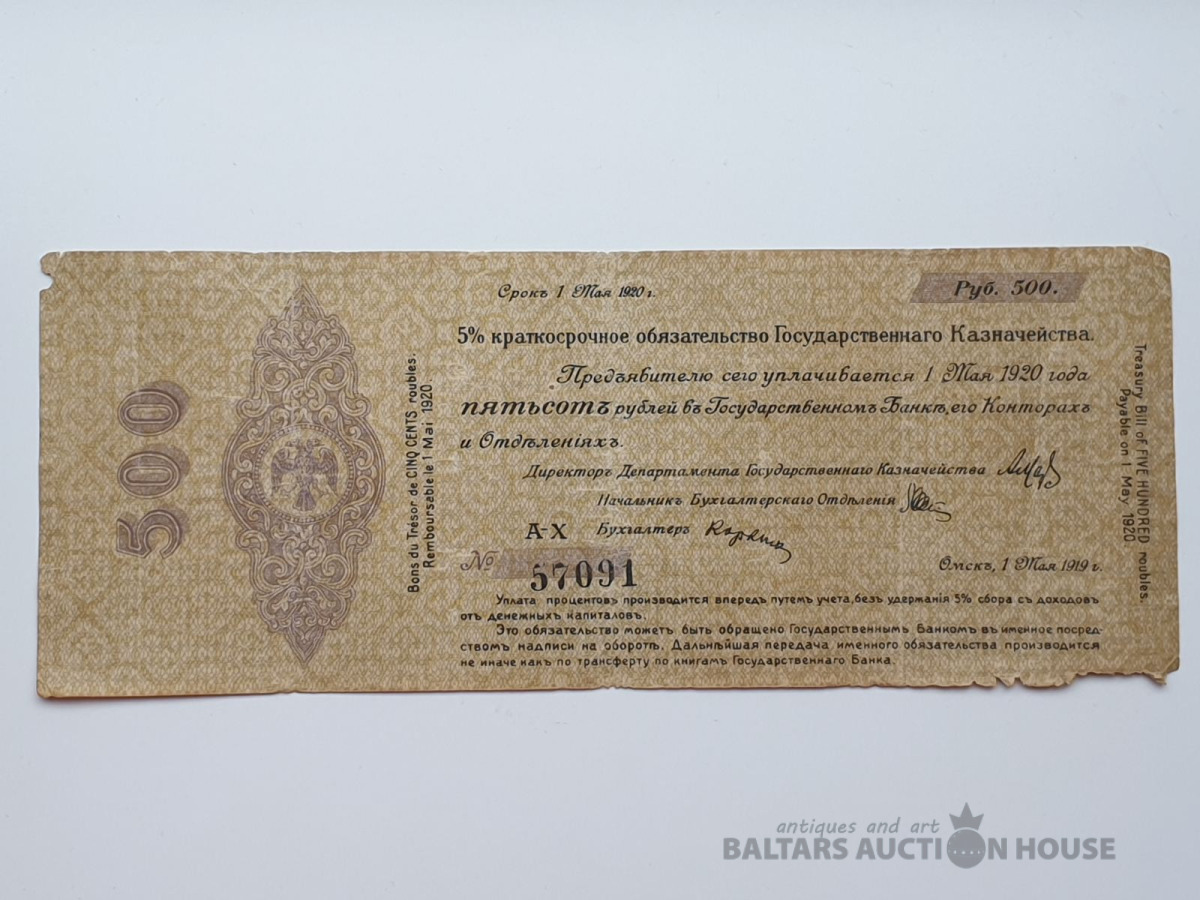 Срокъ 1 Мая 1920 г.
Руб. 500.
5% краткосрочное обязательство Государственнаго Казначейства.
Предъявителю сего уплачивается 1 Мая 1920 года
пятьсотъ рублей въ Государственномъ Банкѣ, его Конторахъ
и Отдѣленіяхъ.
Директоръ Департамента Государственнаго Казначейства
Начальникъ Бухгалтерскаго Отдѣленія
А-Х Бухгалтеръ
№ 57091
Омскъ, 1 Мая 1919 г.
Уплата процентовъ производится впередъ путемъ учета, безъ удержанія 5% сбора съ доходовъ
отъ денежныхъ капиталовъ.
Это обязательство можетъ быть обращено Государственнымъ Банкомъ въ именное посред-
ствомъ надписи на оборотѣ. Дальнѣйшая передача именного обязательства производится
не иначе какъ по трансферту по книгамъ Государственнаго Банка.
500
Bons du Trésor de CINQ CENTS roubles.
Remboursable le 1 Mai 1920.
Treasury Bill of FIVE HUNDRED roubles.
Payable on 1 May 1920
antiques and art
BALTARS AUCTION HOUSE